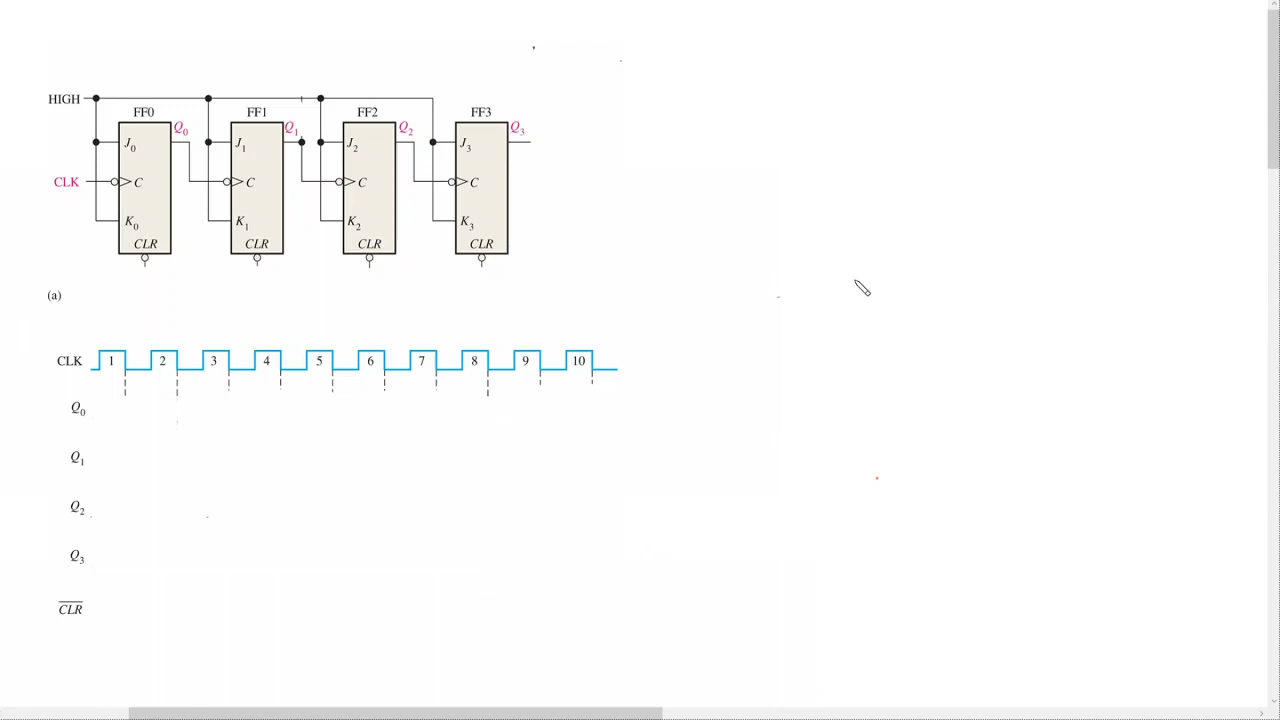 HIGH
FF0 FF1 FF2 FF3
Q0 Q1 Q2 Q3
J0 J1 J2 J3
CLK C C C C
K0 K1 K2 K3
CLR CLR CLR CLR
(a)
CLK 1 2 3 4 5 6 7 8 9 10
Q0
Q1
Q2
Q3
CLR